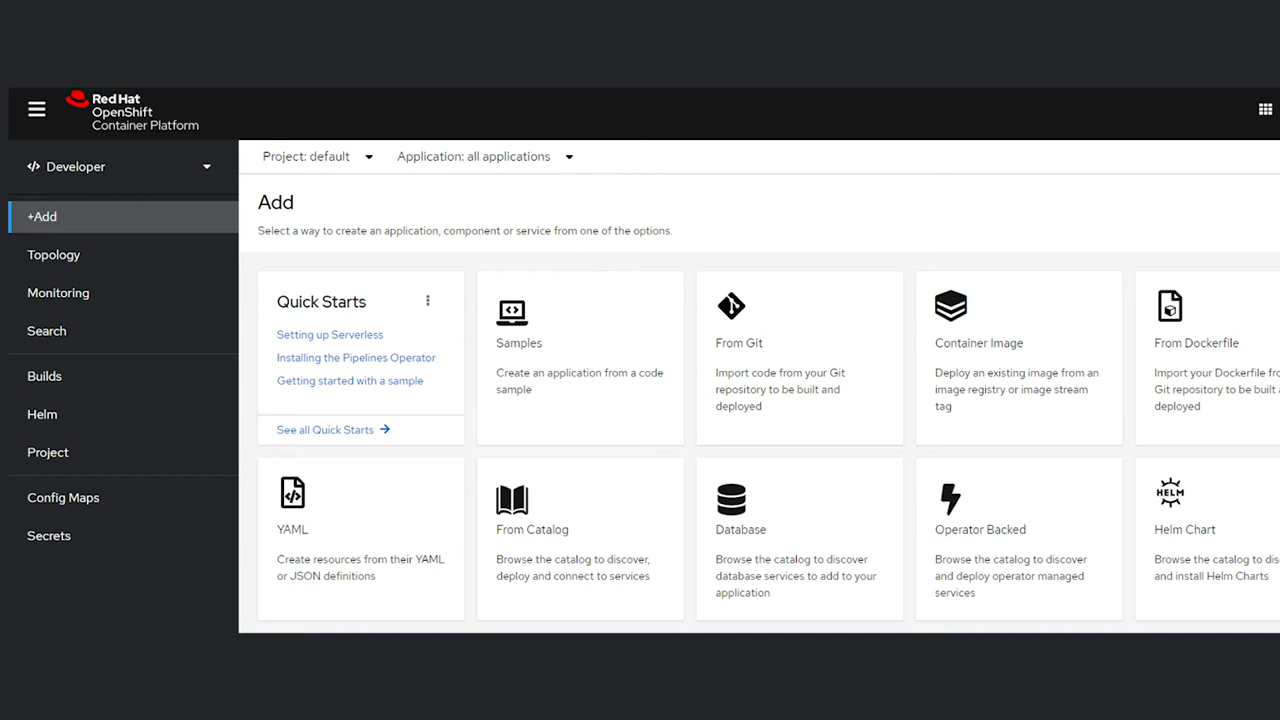 Red Hat
OpenShift
Container Platform
Developer
+Add
Topology
Monitoring
Search
Builds
Helm
Project
Config Maps
Secrets
Project: default
Application: all applications
Add
Select a way to create an application, component or service from one of the options.
Quick Starts
Setting up Serverless
Installing the Pipelines Operator
Getting started with a sample
See all Quick Starts
Samples
Create an application from a code
sample
From Git
Import code from your Git
repository to be built and
deployed
Container Image
Deploy an existing image from an
image registry or image stream
tag
From Dockerfile
Import your Dockerfile
Git repository to be built
deployed
YAML
Create resources from their YAML
or JSON definitions
From Catalog
Browse the catalog to discover,
deploy and connect to services
Database
Browse the catalog to discover
database services to add to your
application
Operator Backed
Browse the catalog to discover
and deploy operator managed
services
HELM
Helm Chart
Browse the catalog to
and install Helm Charts